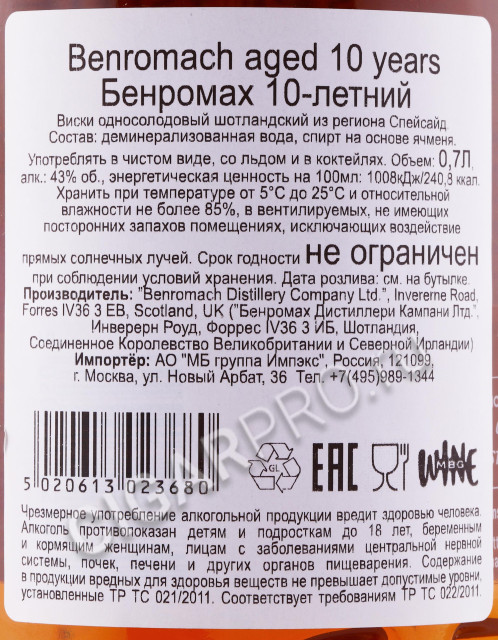 Benromach aged 10 years
Бенромах 10-летний
Виски односолодовый шотландский из региона Спейсайд.
Состав: деминерализованная вода, спирт на основе ячменя.
Употреблять в чистом виде, со льдом и в коктейлях. Объем: 0,7Л,
алк.: 43% об., энергетическая ценность на 100мл: 1008кДж/240,8 ккал.
Хранить при температуре от 5°С до 25°С и относительной
влажности не более 85%, в вентилируемых, не имеющих
посторонних запахов помещениях, исключающих воздействие
прямых солнечных лучей. Срок годности не ограничен
при соблюдении условий хранения. Дата розлива: см. на бутылке.
Производитель: "Benromach Distillery Company Ltd.", Invererne Road,
Forres IV36 3 EB, Scotland, UK ("Бенромах Дистиллери Кампани Лтд.",
Инверерн Роуд, Форрес IV36 3 ИБ, Шотландия,
Соединенное Королевство Великобритании и Северной Ирландии)
Импортёр: АО "МБ группа Импэкс", Россия, 121099,
г. Москва, ул. Новый Арбат, 36 Тел. +7(495)989-1344
5 020613 023680
GL
EAC
WINE
MBG
CIGARPRO.ru
Чрезмерное употребление алкогольной продукции вредит здоровью человека.
Алкоголь противопоказан детям и подросткам до 18 лет, беременным
и кормящим женщинам, лицам с заболеваниями центральной нервной
системы, почек, печени и других органов пищеварения. Содержание
в продукции вредных для здоровья веществ не превышает допустимые уровни,
установленные ТР ТС 021/2011. Соответствует требованиям ТР ТС 022/2011.